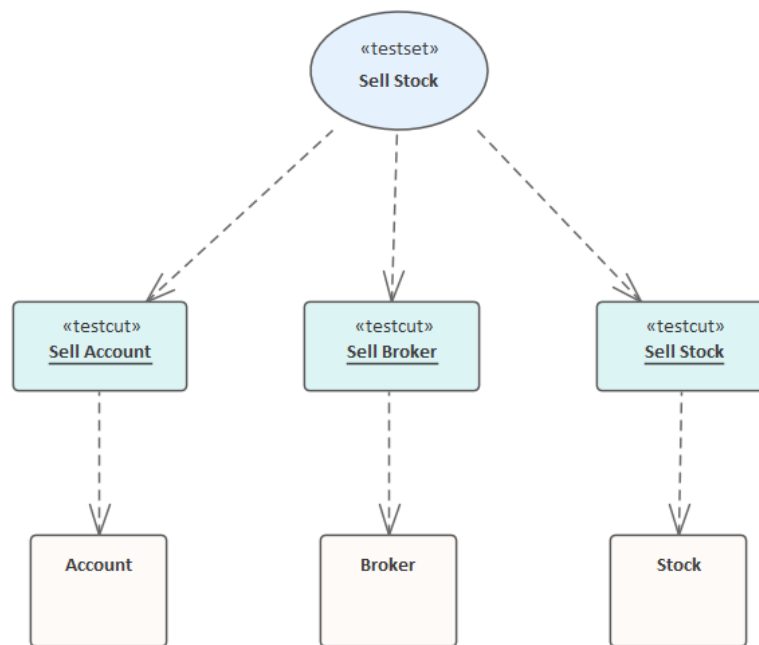 «testset»
Sell Stock
«testcut»
Sell Account
«testcut»
Sell Broker
«testcut»
Sell Stock
Account
Broker
Stock